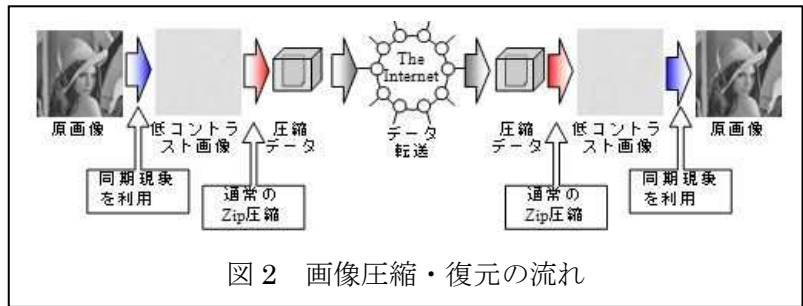 The
Internet
原画像
低コントラ
スト画像
圧縮
データ
データ
転送
圧縮
データ
低コントラ
スト画像
原画像
同期現象
を利用
通常の
Zip圧縮
通常の
Zip圧縮
同期現象
を利用
図 2 画像圧縮・復元の流れ